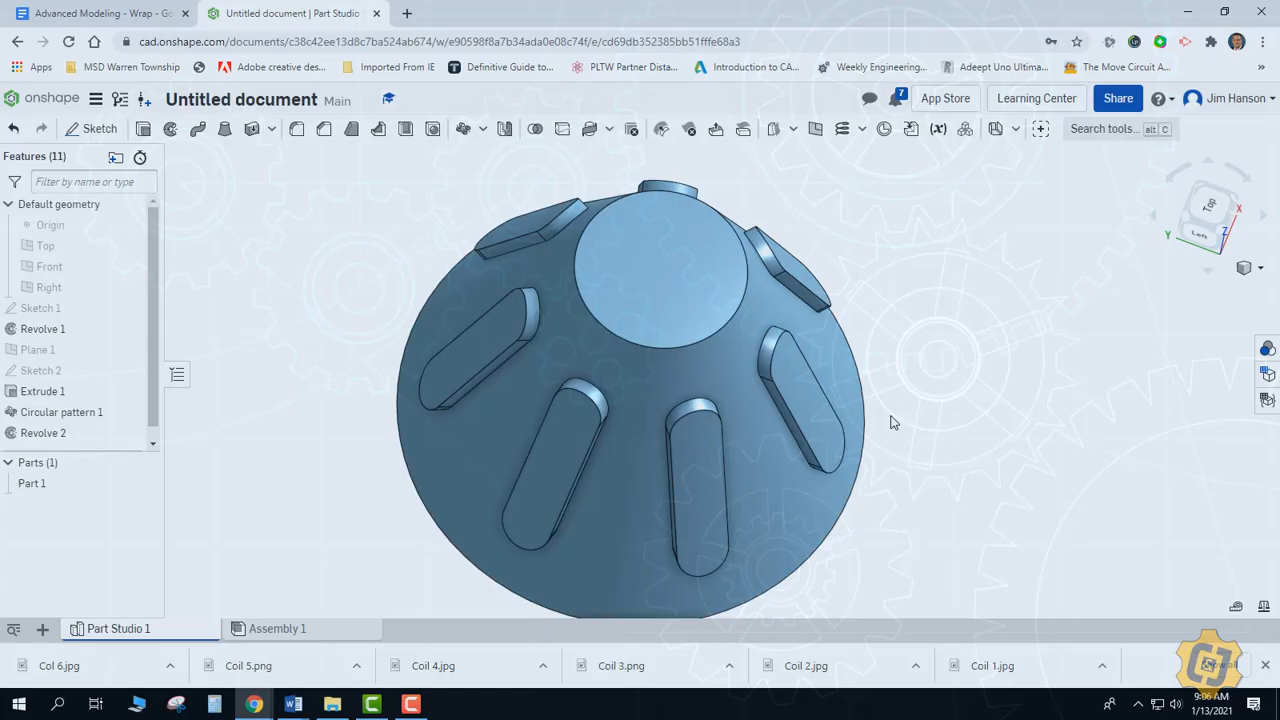 Advanced Modeling - Wrap - Go
Untitled document | Part Studio
cad.onshape.com/documents/c38c42ee13d8c7ba524ab674/w/e90598f8a7b34ada0e08c74f/e/cd69db352385bb51fffe68a3
Apps
MSD Warren Township
Adobe creative des...
Imported From IE
Definitive Guide to...
PLTW Partner Dista...
Introduction to CA...
Weekly Engineering...
Adeept Uno Ultima...
The Move Circuit A...
onshape
Untitled document Main
7
App Store
Learning Center
Share
Jim Hanson
Sketch
(x)
Search tools... alt C
Features (11)
Filter by name or type
Default geometry
Origin
Top
Front
Right
Sketch 1
Revolve 1
Plane 1
Sketch 2
Extrude 1
Circular pattern 1
Revolve 2
Parts (1)
Part 1
Top
Left
X
Y
Z
Part Studio 1
Assembly 1
Col 6.jpg
Coil 5.png
Coil 4.jpg
Coil 3.png
Coil 2.jpg
Coil 1.jpg
Show all
9:06 AM
1/13/2021